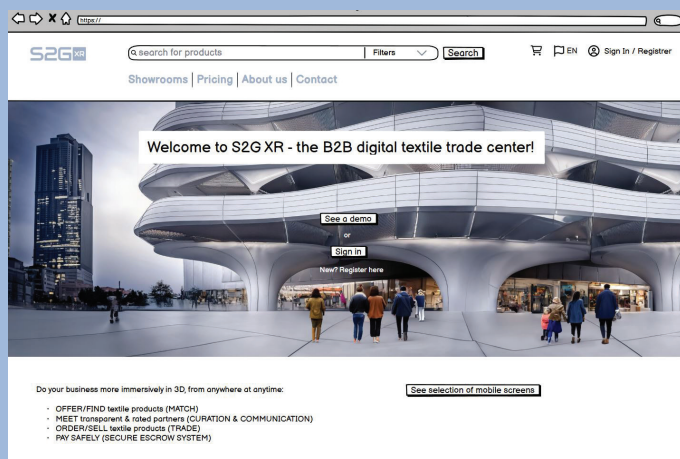 https://
S2G XR
search for products
Filters
Search
EN
Sign In / Registrer
Showrooms | Pricing | About us | Contact
Welcome to S2G XR - the B2B digital textile trade center!
See a demo
or
Sign in
New? Register here
Do your business more immersively in 3D, from anywhere at anytime:
See selection of mobile screens
· OFFER/FIND textile products (MATCH)
· MEET transparent & rated partners (CURATION & COMMUNICATION)
· ORDER/SELL textile products (TRADE)
· PAY SAFELY (SECURE ESCROW SYSTEM)